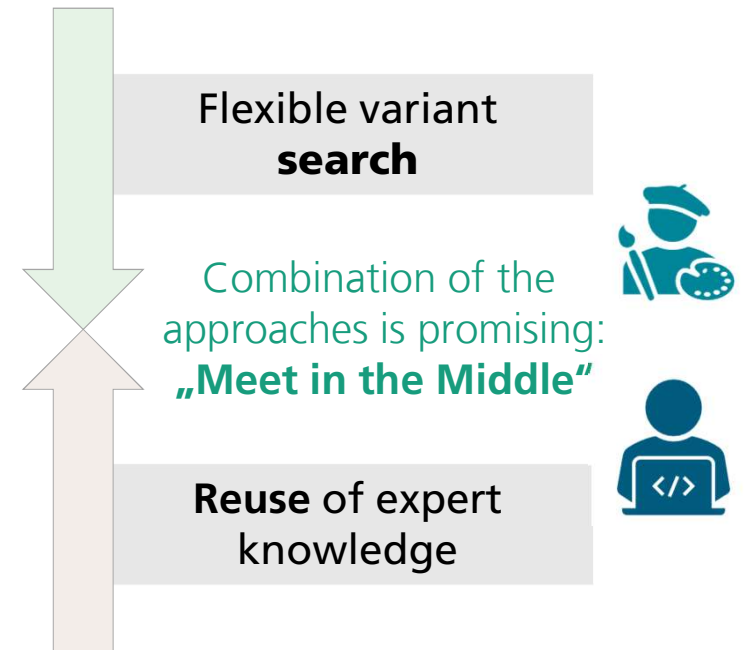 Flexible variant
search
Combination of the
approaches is promising:
„Meet in the Middle“
</>
Reuse of expert
knowledge